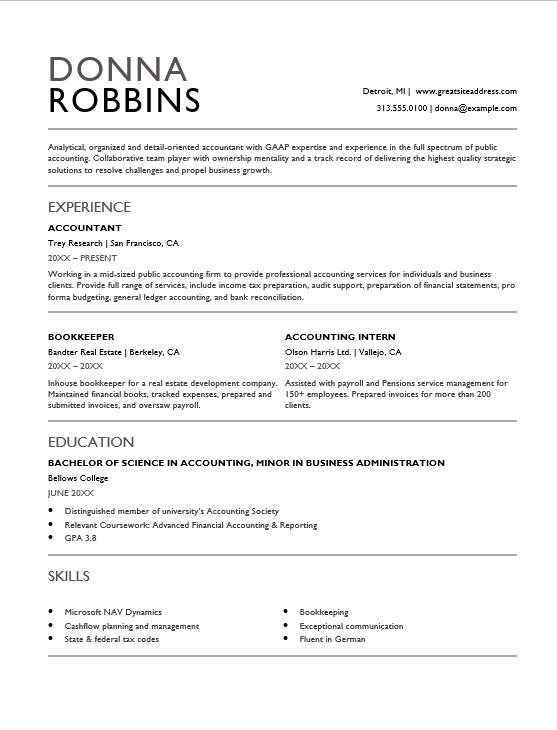 DONNA
ROBBINS
Detroit, MI | www.greatsiteaddress.com
313.555.0100 | donna@example.com
Analytical, organized and detail-oriented accountant with GAAP expertise and experience in the full spectrum of public
accounting. Collaborative team player with ownership mentality and a track record of delivering the highest quality strategic
solutions to resolve challenges and propel business growth.
EXPERIENCE
ACCOUNTANT
Trey Research | San Francisco, CA
20XX – PRESENT
Working in a mid-sized public accounting firm to provide professional accounting services for individuals and business
clients. Provide full range of services, include income tax preparation, audit support, preparation of financial statements, pro
forma budgeting, general ledger accounting, and bank reconciliation.
BOOKKEEPER
Bandter Real Estate | Berkeley, CA
20XX – 20XX
Inhouse bookkeeper for a real estate development company.
Maintained financial books, tracked expenses, prepared and
submitted invoices, and oversaw payroll.
ACCOUNTING INTERN
Olson Harris Ltd. | Vallejo, CA
20XX – 20XX
Assisted with payroll and Pensions service management for
150+ employees. Prepared invoices for more than 200
clients.
EDUCATION
BACHELOR OF SCIENCE IN ACCOUNTING, MINOR IN BUSINESS ADMINISTRATION
Bellows College
JUNE 20XX
• Distinguished member of university's Accounting Society
• Relevant Coursework: Advanced Financial Accounting & Reporting
• GPA 3.8
SKILLS
• Microsoft NAV Dynamics
• Cashflow planning and management
• State & federal tax codes
• Bookkeeping
• Exceptional communication
• Fluent in German